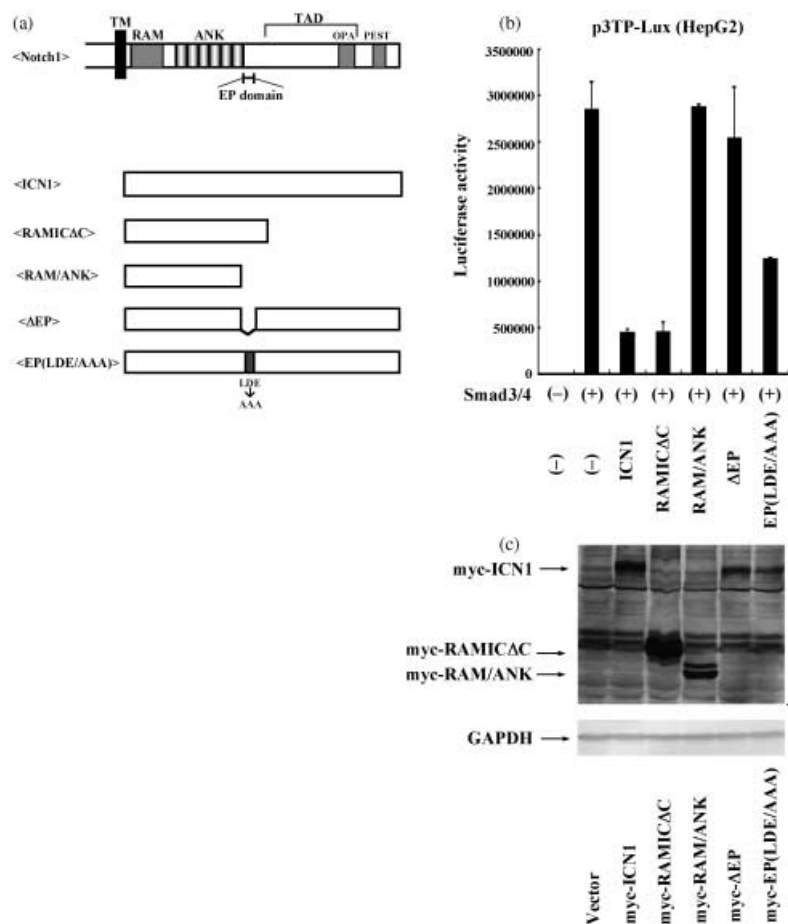 (a)
TM
RAM
ANK
TAD
OPA
PEST
<Notch1>
EP domain
<ICN1>
<RAMICΔC>
<RAM/ANK>
<ΔEP>
<EP(LDE/AAA)>
LDE
AAA
(b)
p3TP-Lux (HepG2)
Luciferase activity
3500000
3000000
2500000
2000000
1500000
1000000
500000
0
Smad3/4 (−) (+) (+) (+) (+) (+) (+)
(−)
(−)
ICN1
RAMICΔC
RAM/ANK
ΔEP
EP(LDE/AAA)
(c)
myc-ICN1
myc-RAMICΔC
myc-RAM/ANK
GAPDH
Vector
myc-ICN1
myc-RAMICΔC
myc-RAM/ANK
myc-ΔEP
myc-EP(LDE/AAA)